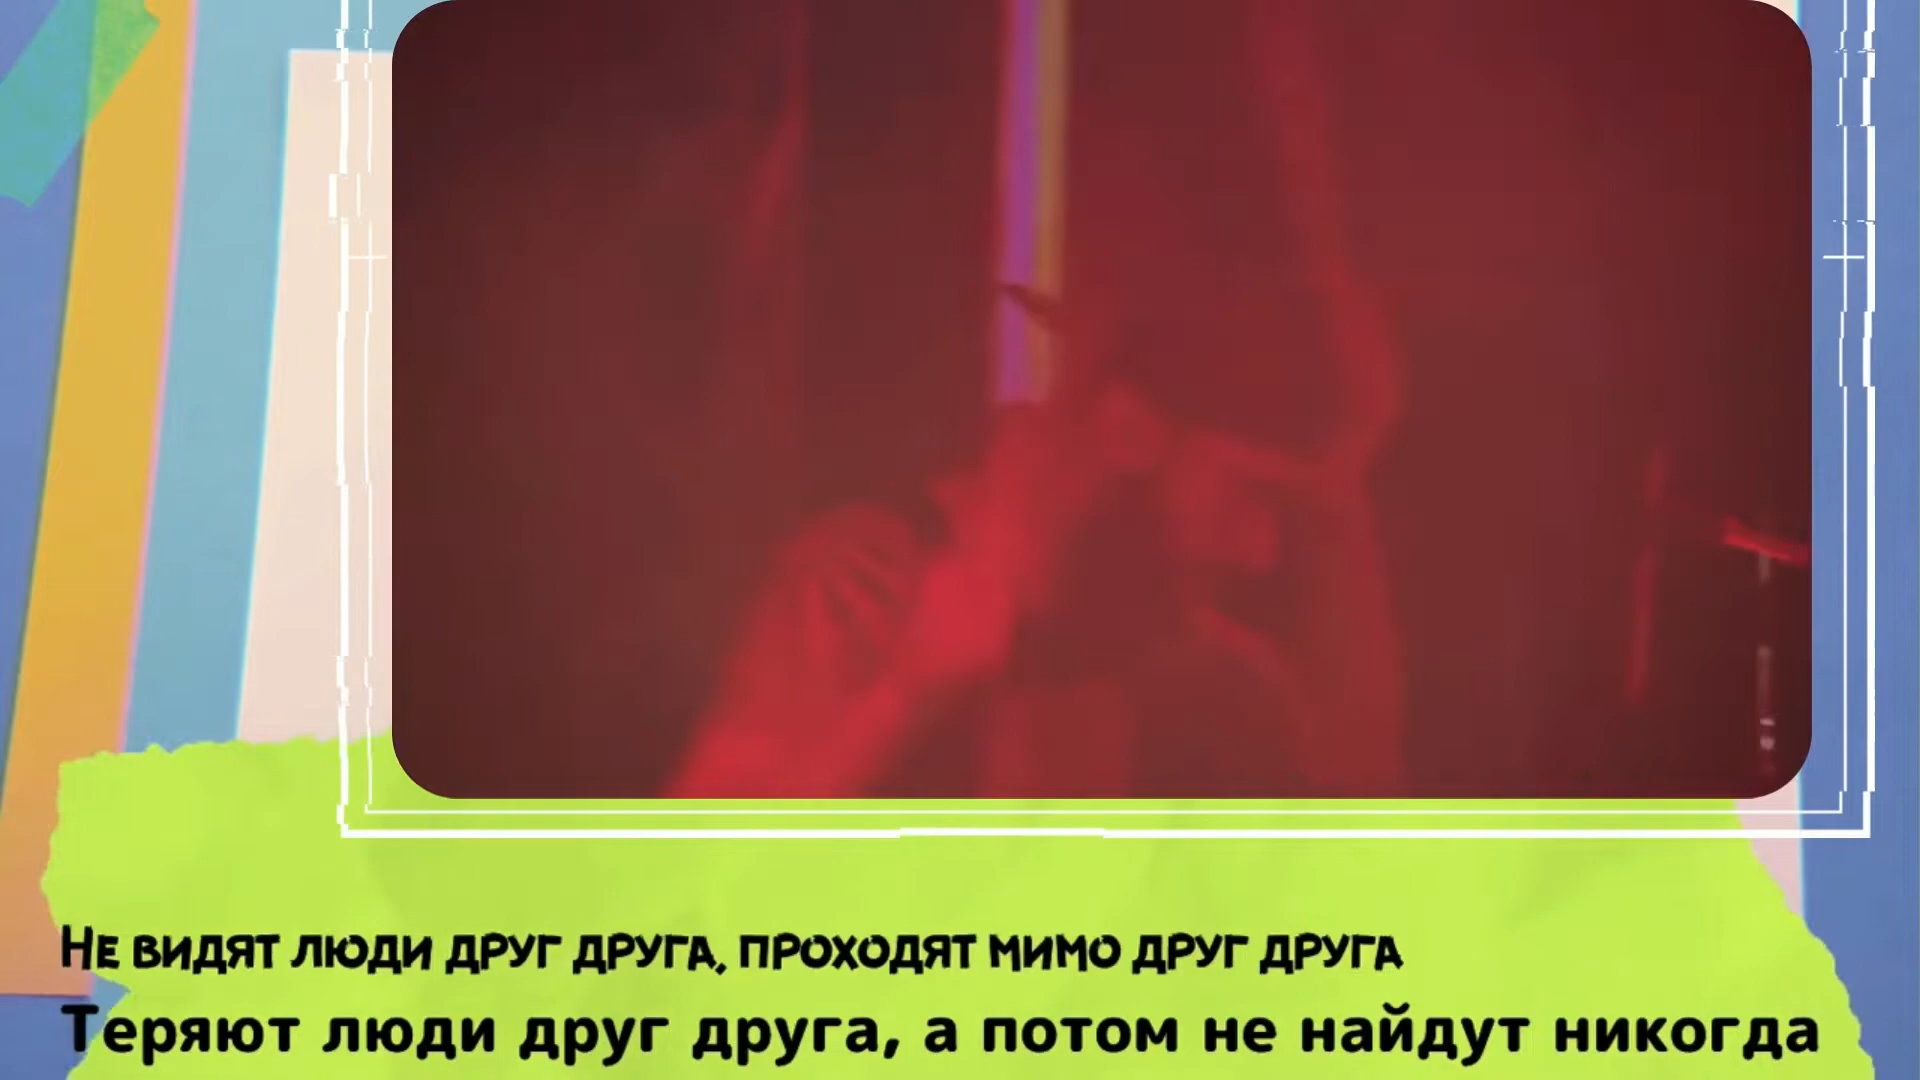 Не видят люди друг друга, проходят мимо друг друга
Теряют люди друг друга, а потом не найдут никогда